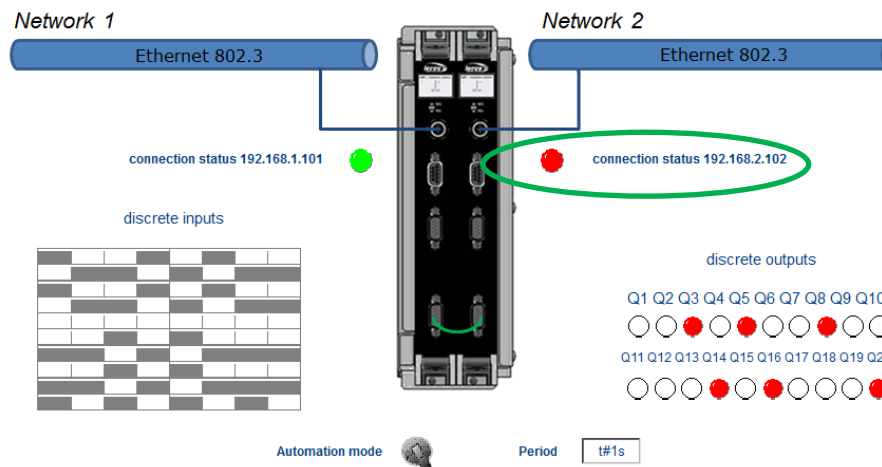 Network 1
Network 2
Ethernet 802.3
Ethernet 802.3
connection status 192.168.1.101
connection status 192.168.2.102
discrete inputs
discrete outputs
Q1 Q2 Q3 Q4 Q5 Q6 Q7 Q8 Q9 Q10
Q11 Q12 Q13 Q14 Q15 Q16 Q17 Q18 Q19 Q2
Automation mode
Period
t#1s